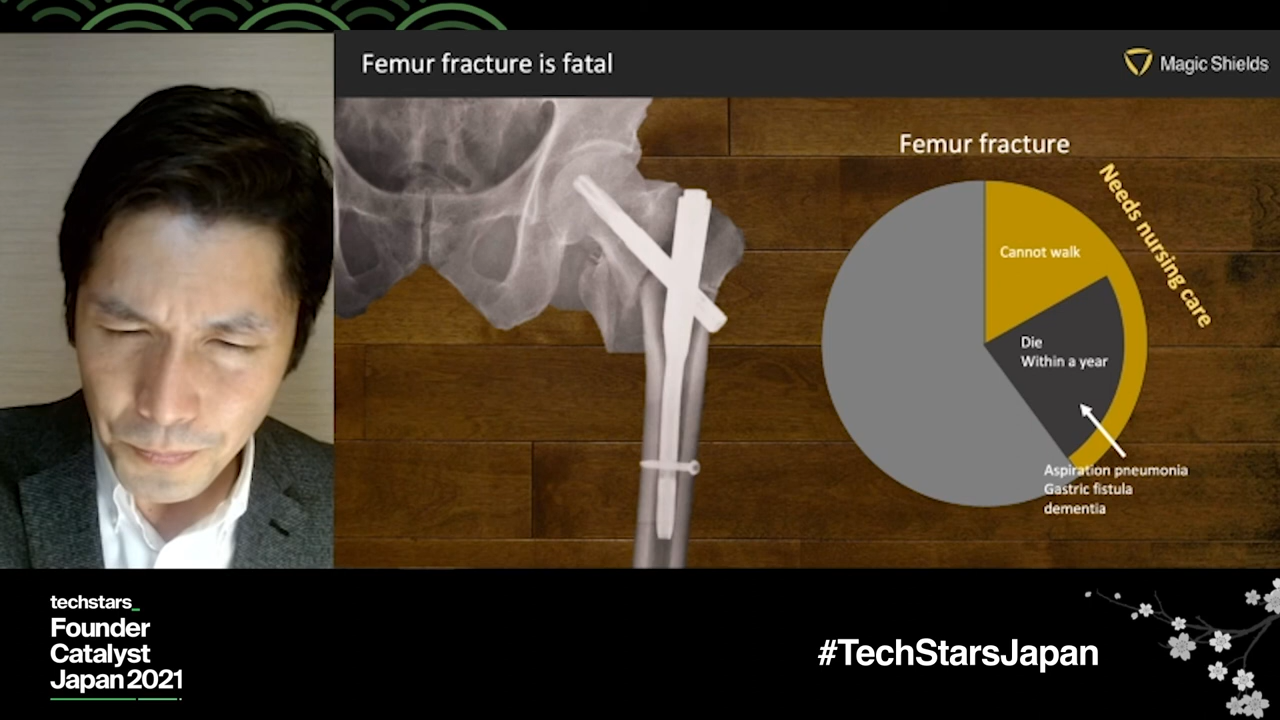 Femur fracture is fatal
Magic Shields
Femur fracture
Needs nursing care
Cannot walk
Die
Within a year
Aspiration pneumonia
Gastric fistula
dementia
techstars_
Founder
Catalyst
Japan 2021
#TechStarsJapan